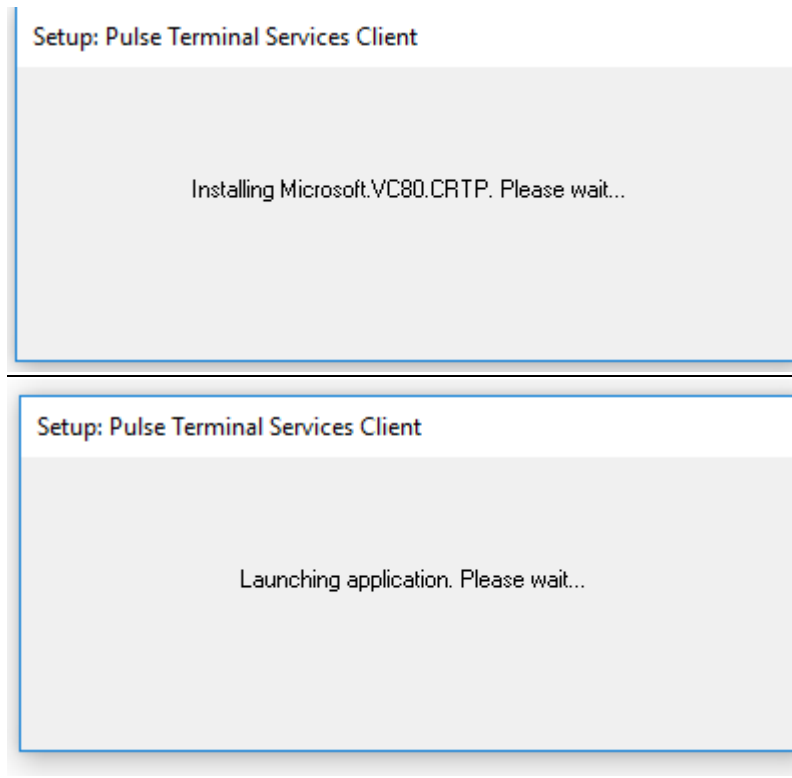 Setup: Pulse Terminal Services Client
Installing Microsoft.VC80.CRTP. Please wait...
Setup: Pulse Terminal Services Client
Launching application. Please wait...